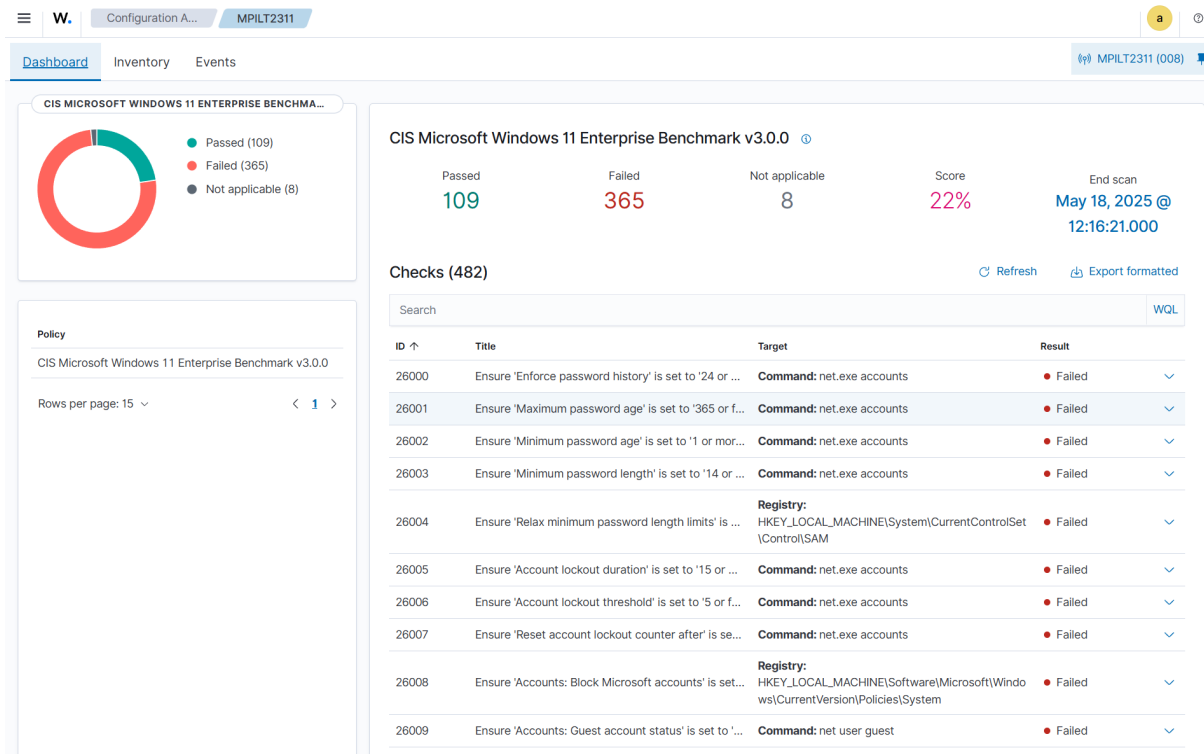 W.
Configuration A...
MPILT2311
a
Dashboard
Inventory
Events
MPILT2311 (008)
CIS MICROSOFT WINDOWS 11 ENTERPRISE BENCHMA...
Passed (109)
Failed (365)
Not applicable (8)
Policy
CIS Microsoft Windows 11 Enterprise Benchmark v3.0.0
Rows per page: 15
1
CIS Microsoft Windows 11 Enterprise Benchmark v3.0.0
Passed
109
Failed
365
Not applicable
8
Score
22%
End scan
May 18, 2025 @
12:16:21.000
Checks (482)
Refresh
Export formatted
Search
WQL
ID Title Target Result
26000 Ensure 'Enforce password history' is set to '24 or ... Command: net.exe accounts Failed
26001 Ensure 'Maximum password age' is set to '365 or f... Command: net.exe accounts Failed
26002 Ensure 'Minimum password age' is set to '1 or mor... Command: net.exe accounts Failed
26003 Ensure 'Minimum password length' is set to '14 or ... Command: net.exe accounts Failed
Registry:
26004 Ensure 'Relax minimum password length limits' is ... HKEY_LOCAL_MACHINE\System\CurrentControlSet Failed
\Control\SAM
26005 Ensure 'Account lockout duration' is set to '15 or ... Command: net.exe accounts Failed
26006 Ensure 'Account lockout threshold' is set to '5 or f... Command: net.exe accounts Failed
26007 Ensure 'Reset account lockout counter after' is se... Command: net.exe accounts Failed
Registry:
26008 Ensure 'Accounts: Block Microsoft accounts' is set... HKEY_LOCAL_MACHINE\Software\Microsoft\Windo Failed
ws\CurrentVersion\Policies\System
26009 Ensure 'Accounts: Guest account status' is set to '... Command: net user guest Failed